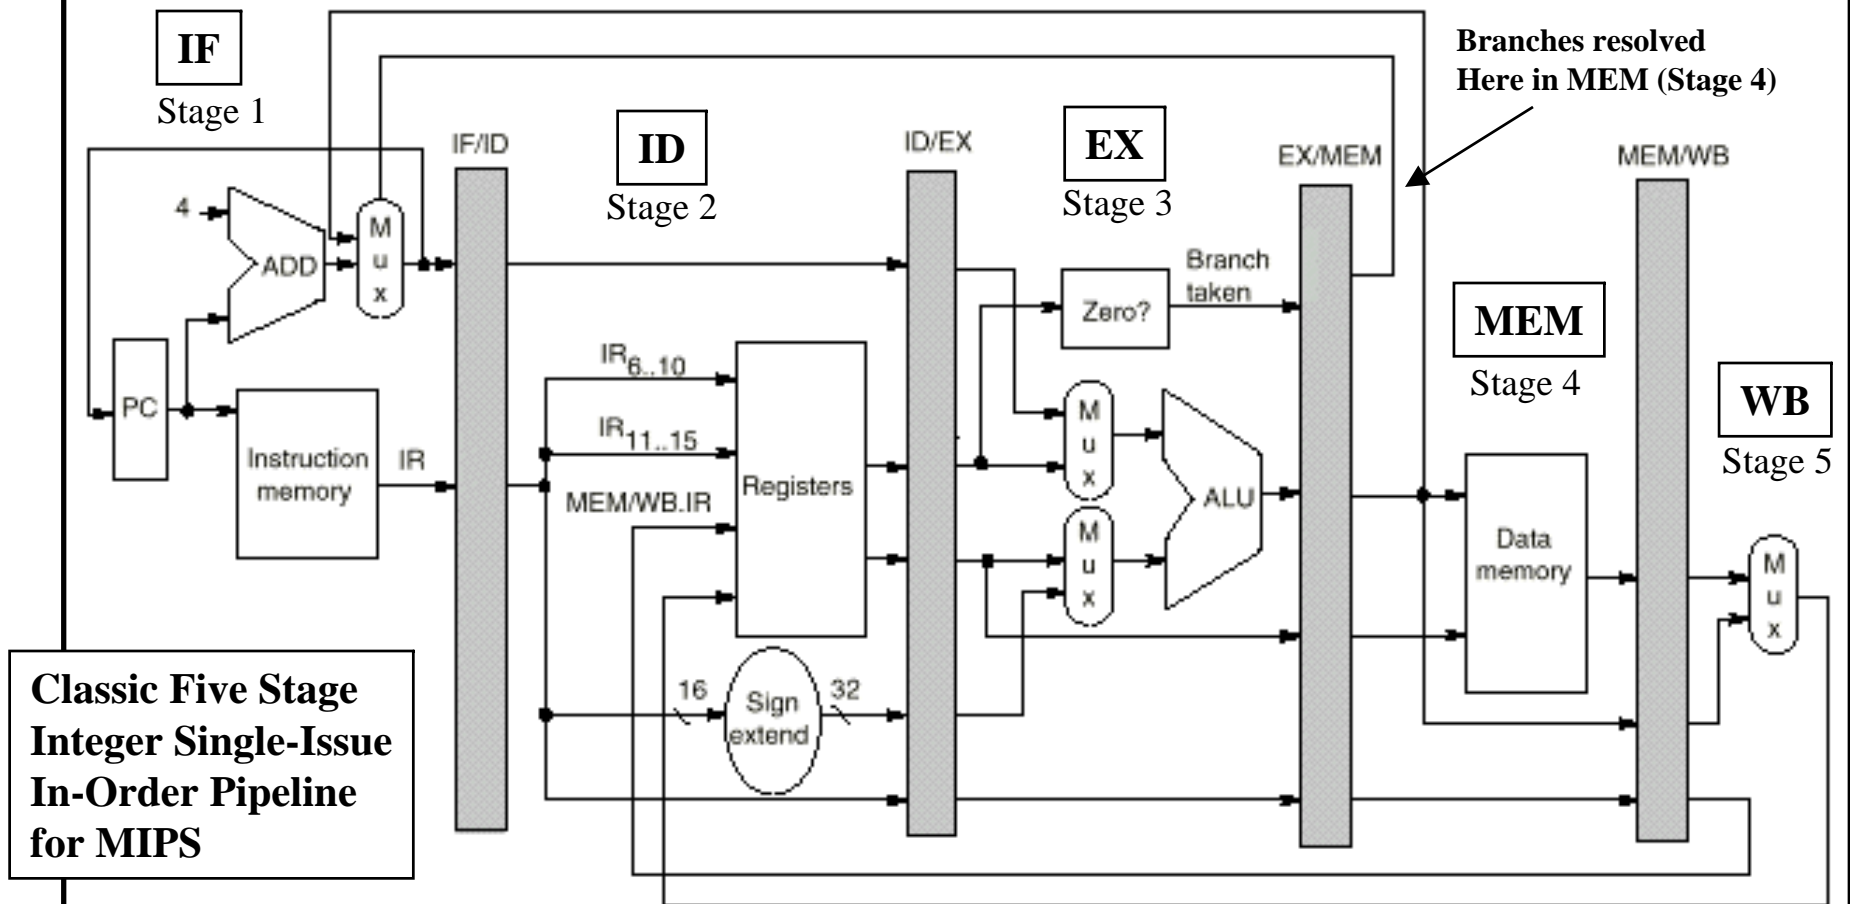 IF
Stage 1
Branches resolved
Here in MEM (Stage 4)
IF/ID
ID
Stage 2
ID/EX
EX
Stage 3
EX/MEM
MEM/WB
4
ADD
M
u
x
Zero?
Branch
taken
MEM
Stage 4
PC
Instruction
memory
IR
IR6..10
IR11..15
MEM/WB.IR
Registers
M
u
x
M
u
x
ALU
Data
memory
WB
Stage 5
M
u
x
16
Sign
extend
32
Classic Five Stage
Integer Single-Issue
In-Order Pipeline
for MIPS